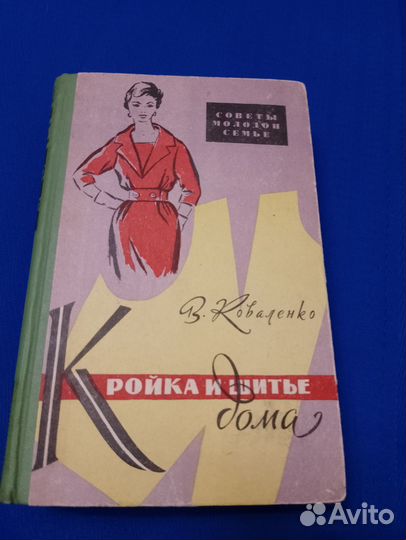 СОВЕТЫ
МОЛОДОЙ
СЕМЬЕ
В. Коваленко
КРОЙКА И ШИТЬЕ
дома
Avito